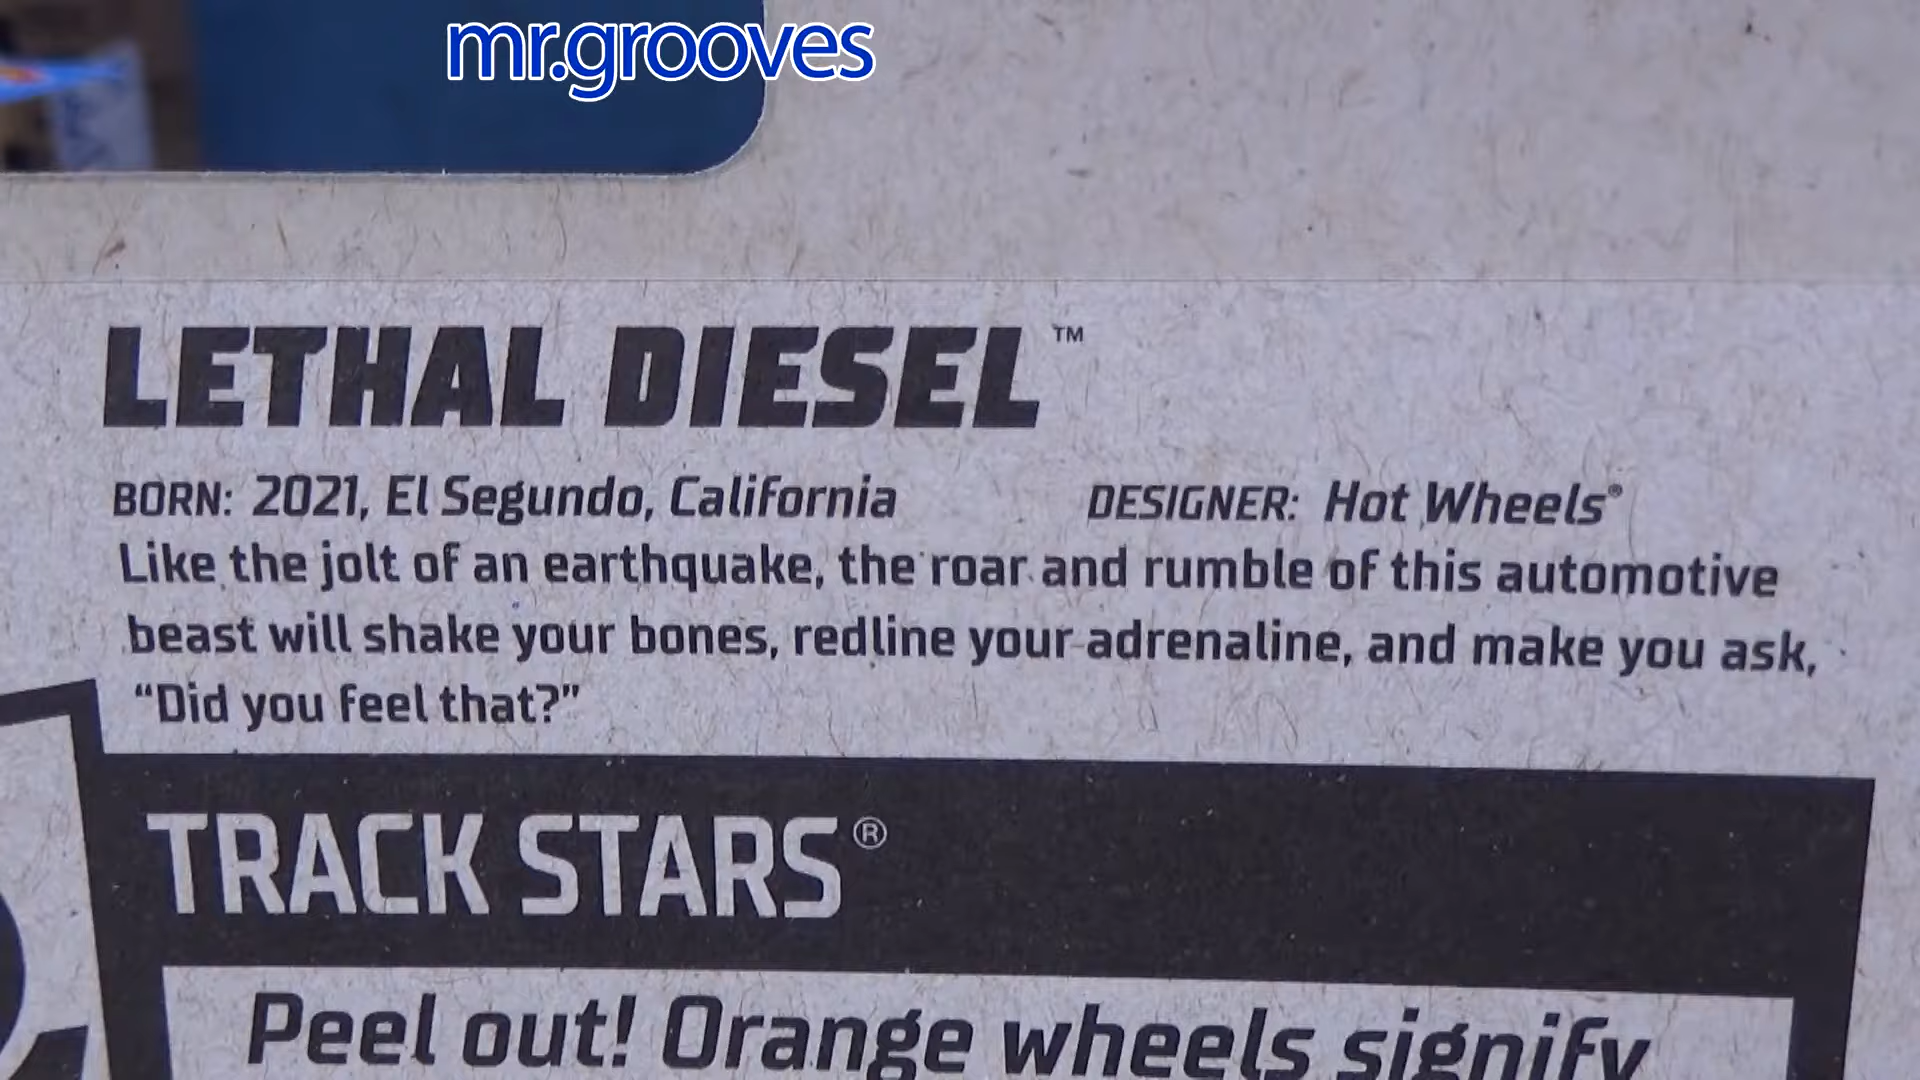 mr.grooves
LETHAL DIESEL™
BORN: 2021, El Segundo, California DESIGNER: Hot Wheels®
Like the jolt of an earthquake, the roar and rumble of this automotive
beast will shake your bones, redline your adrenaline, and make you ask,
“Did you feel that?”
TRACK STARS®
Peel out! Orange wheels signify